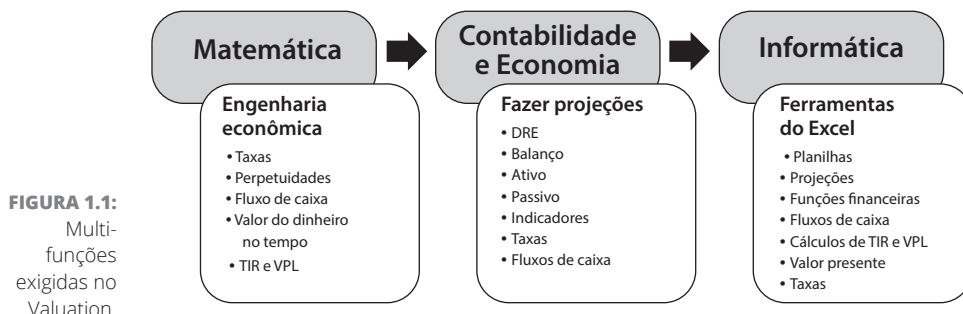 Matemática
Engenharia
econômica
• Taxas
• Perpetuidades
• Fluxo de caixa
• Valor do dinheiro
no tempo
• TIR e VPL
Contabilidade
e Economia
Fazer projeções
• DRE
• Balanço
• Ativo
• Passivo
• Indicadores
• Taxas
• Fluxos de caixa
Informática
Ferramentas
do Excel
• Planilhas
• Projeções
• Funções financeiras
• Fluxos de caixa
• Cálculos de TIR e VPL
• Valor presente
• Taxas
FIGURA 1.1:
Multi-
funções
exigidas no
Valuation.